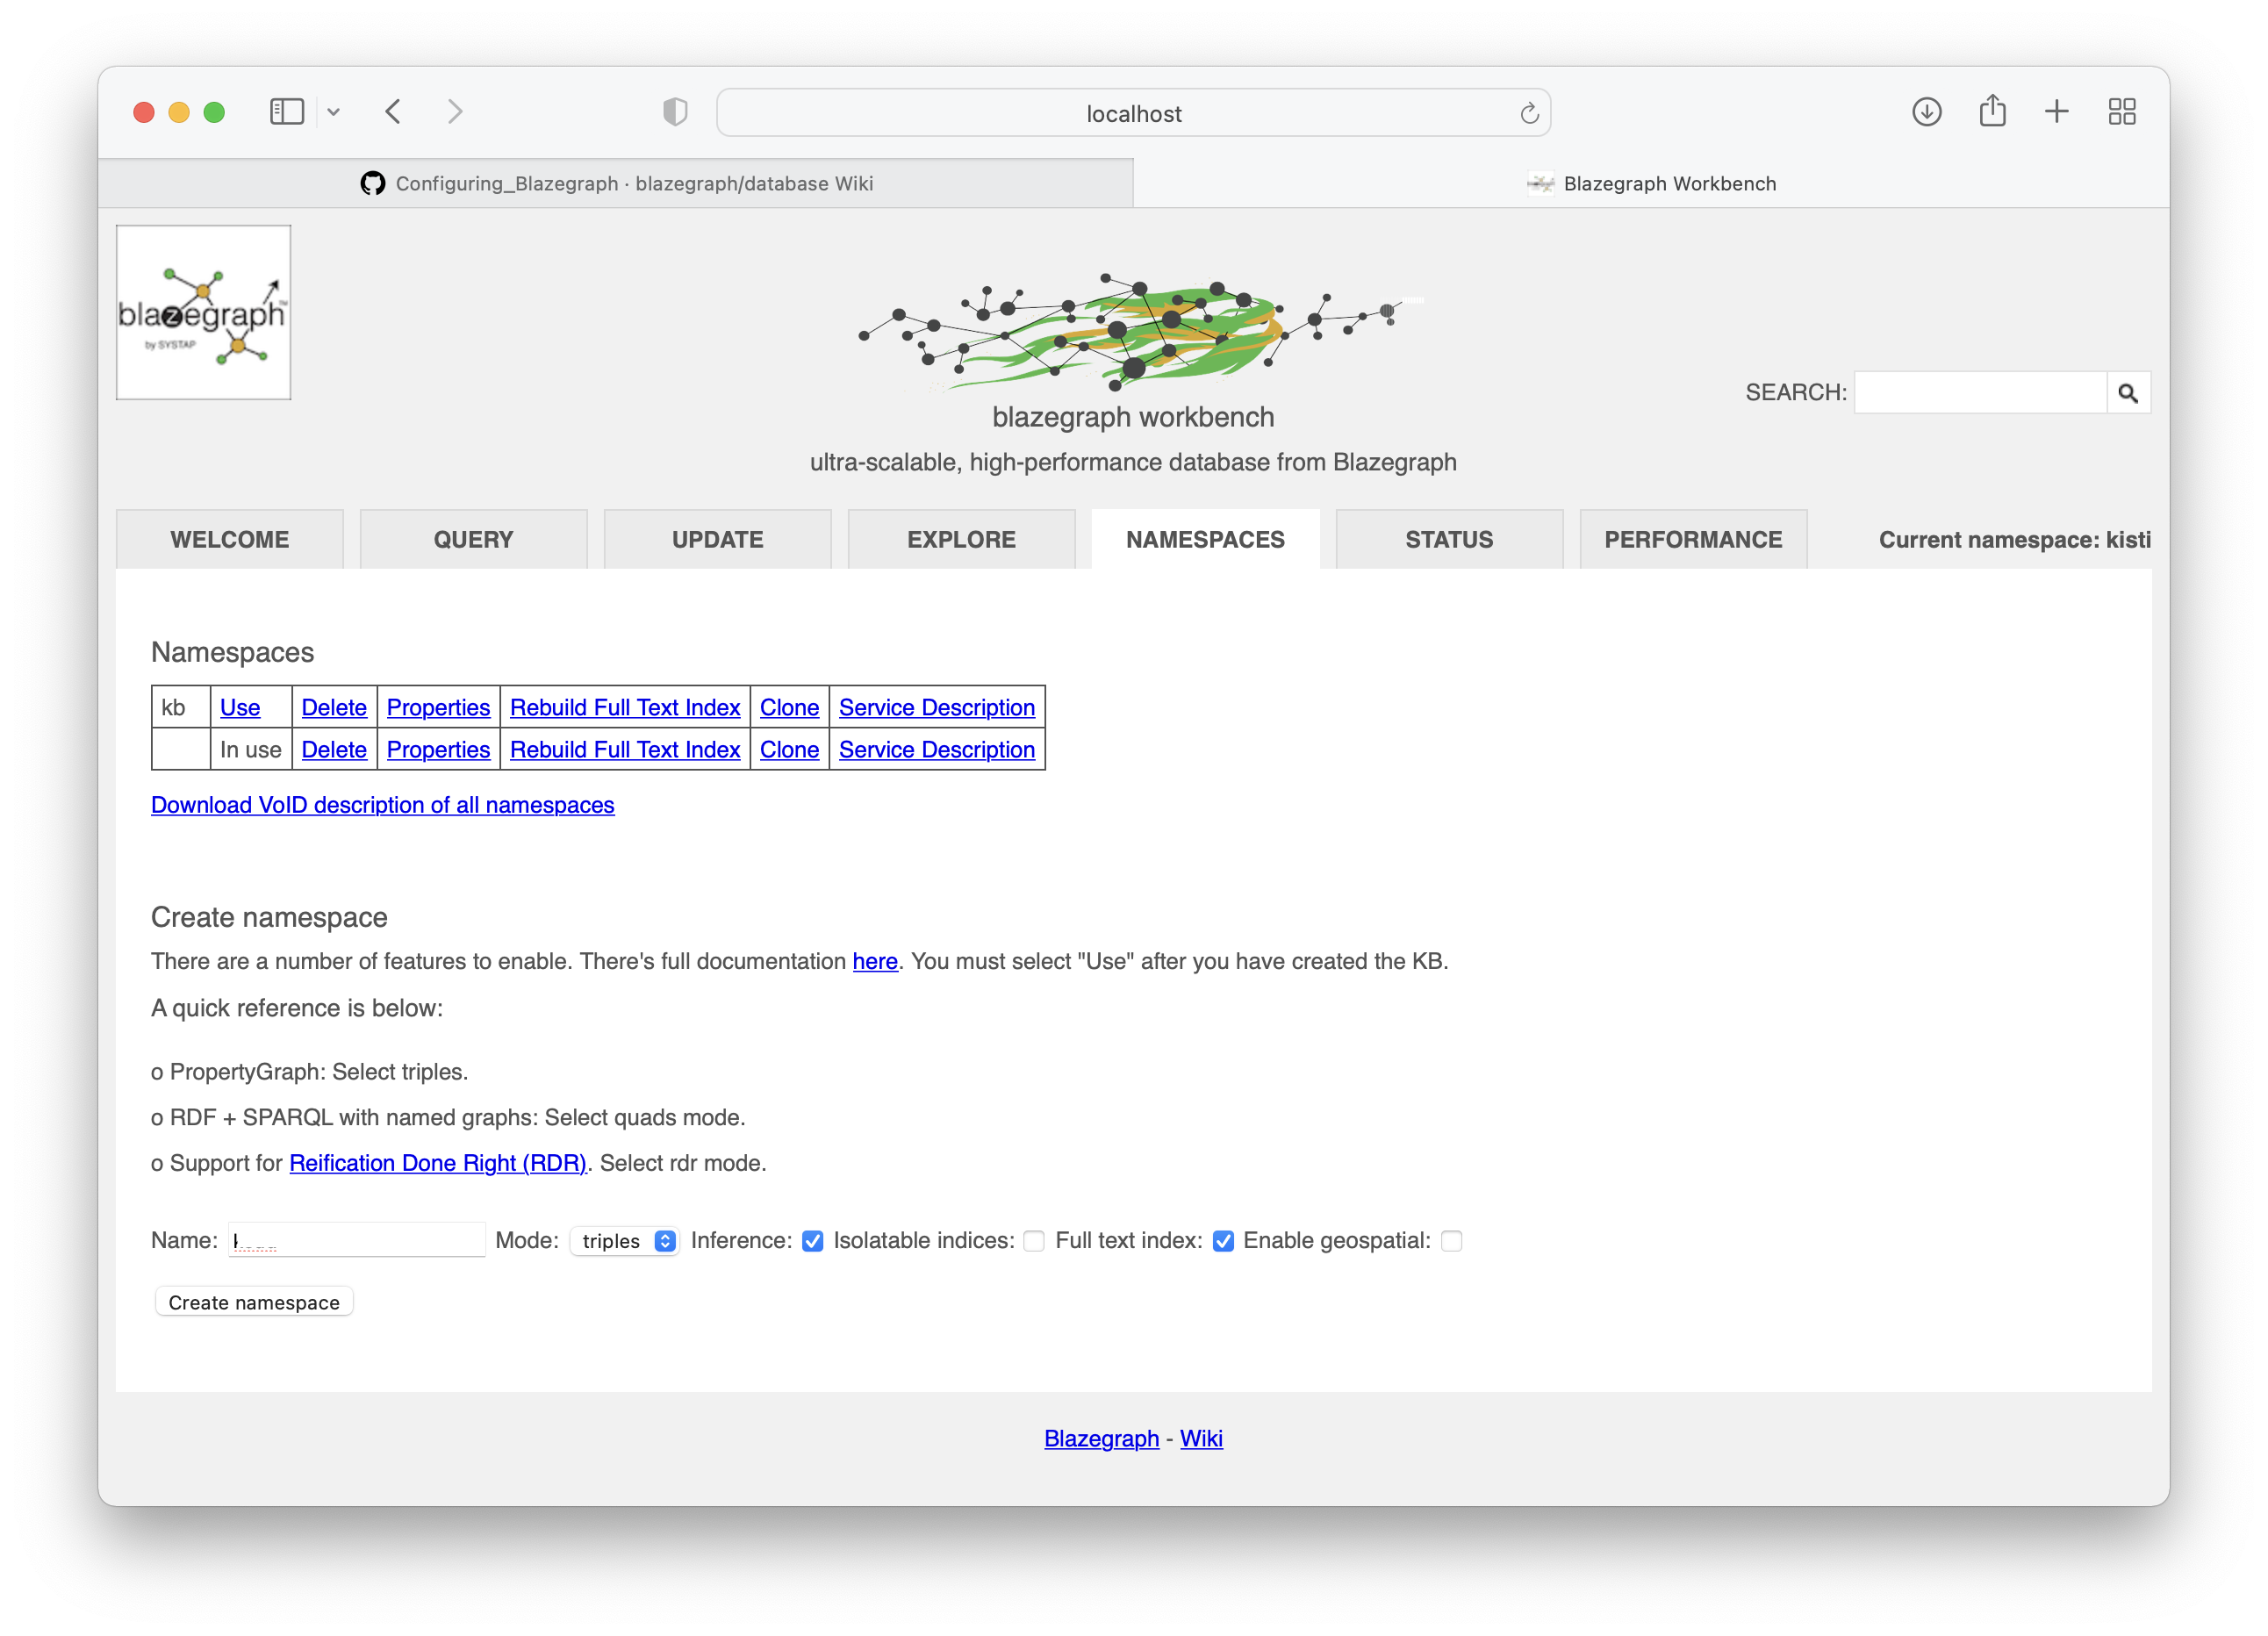 localhost
Configuring_Blazegraph · blazegraph/database Wiki
Blazegraph Workbench
blazegraph™
by SYSTAP
blazegraph workbench
SEARCH:
ultra-scalable, high-performance database from Blazegraph
WELCOME QUERY UPDATE EXPLORE NAMESPACES STATUS PERFORMANCE Current namespace: kisti
Namespaces
kb Use Delete Properties Rebuild Full Text Index Clone Service Description
In use Delete Properties Rebuild Full Text Index Clone Service Description
Download VoID description of all namespaces
Create namespace
There are a number of features to enable. There's full documentation here. You must select "Use" after you have created the KB.
A quick reference is below:
o PropertyGraph: Select triples.
o RDF + SPARQL with named graphs: Select quads mode.
o Support for Reification Done Right (RDR). Select rdr mode.
Name: Mode: triples Inference: Isolatable indices: Full text index: Enable geospatial:
Create namespace
Blazegraph - Wiki